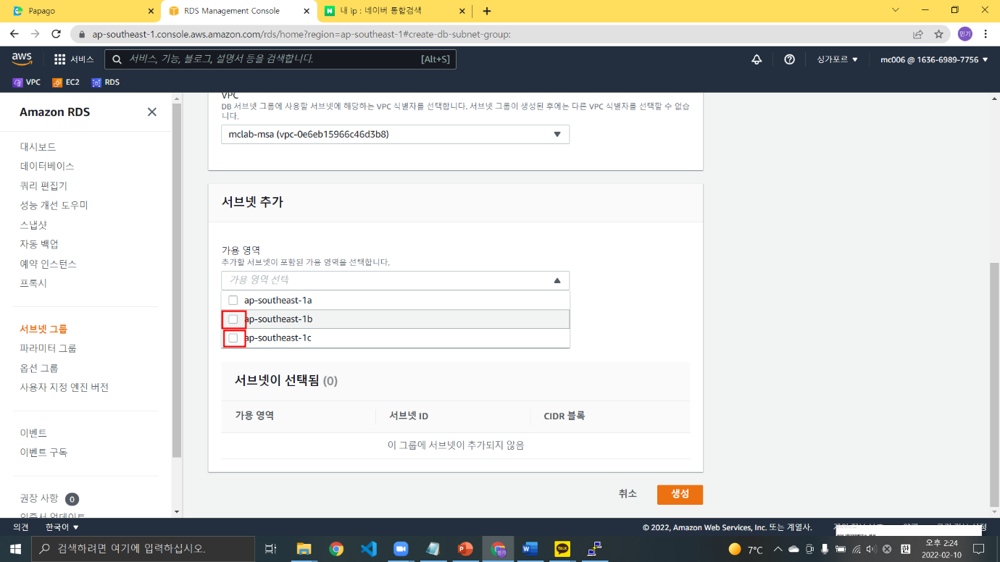 Papago
RDS Management Console
내 ip : 네이버 통합검색
ap-southeast-1.console.aws.amazon.com/rds/home?region=ap-southeast-1#create-db-subnet-group:
민기
aws
서비스
서비스, 기능, 블로그, 설명서 등을 검색합니다.
[Alt+S]
싱가포르
mc006 @ 1636-6989-7756
VPC
EC2
RDS
Amazon RDS
대시보드
데이터베이스
쿼리 편집기
성능 개선 도우미
스냅샷
자동 백업
예약 인스턴스
프록시
서브넷 그룹
파라미터 그룹
옵션 그룹
사용자 지정 엔진 버전
이벤트
이벤트 구독
권장 사항 0
인증서 업데이트
VPC
DB 서브넷 그룹에 사용할 서브넷에 해당하는 VPC 식별자를 선택합니다. 서브넷 그룹이 생성된 후에는 다른 VPC 식별자를 선택할 수 없습
니다.
mclab-msa (vpc-0e6eb15966c46d3b8)
서브넷 추가
가용 영역
추가할 서브넷이 포함된 가용 영역을 선택합니다.
가용 영역 선택
ap-southeast-1a
ap-southeast-1b
ap-southeast-1c
서브넷이 선택됨 (0)
가용 영역
서브넷 ID
CIDR 블록
이 그룹에 서브넷이 추가되지 않음
취소
생성
의견
한국어
© 2022, Amazon Web Services, Inc. 또는 계열사.
검색하려면 여기에 입력하십시오.
민기
TALK
7°C
한
오후 2:24
2022-02-10